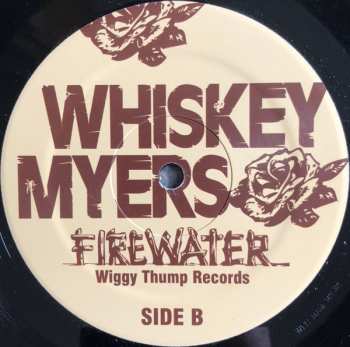 WHISKEY
MYERS
FIREWATER
Wiggy Thump Records
SIDE B